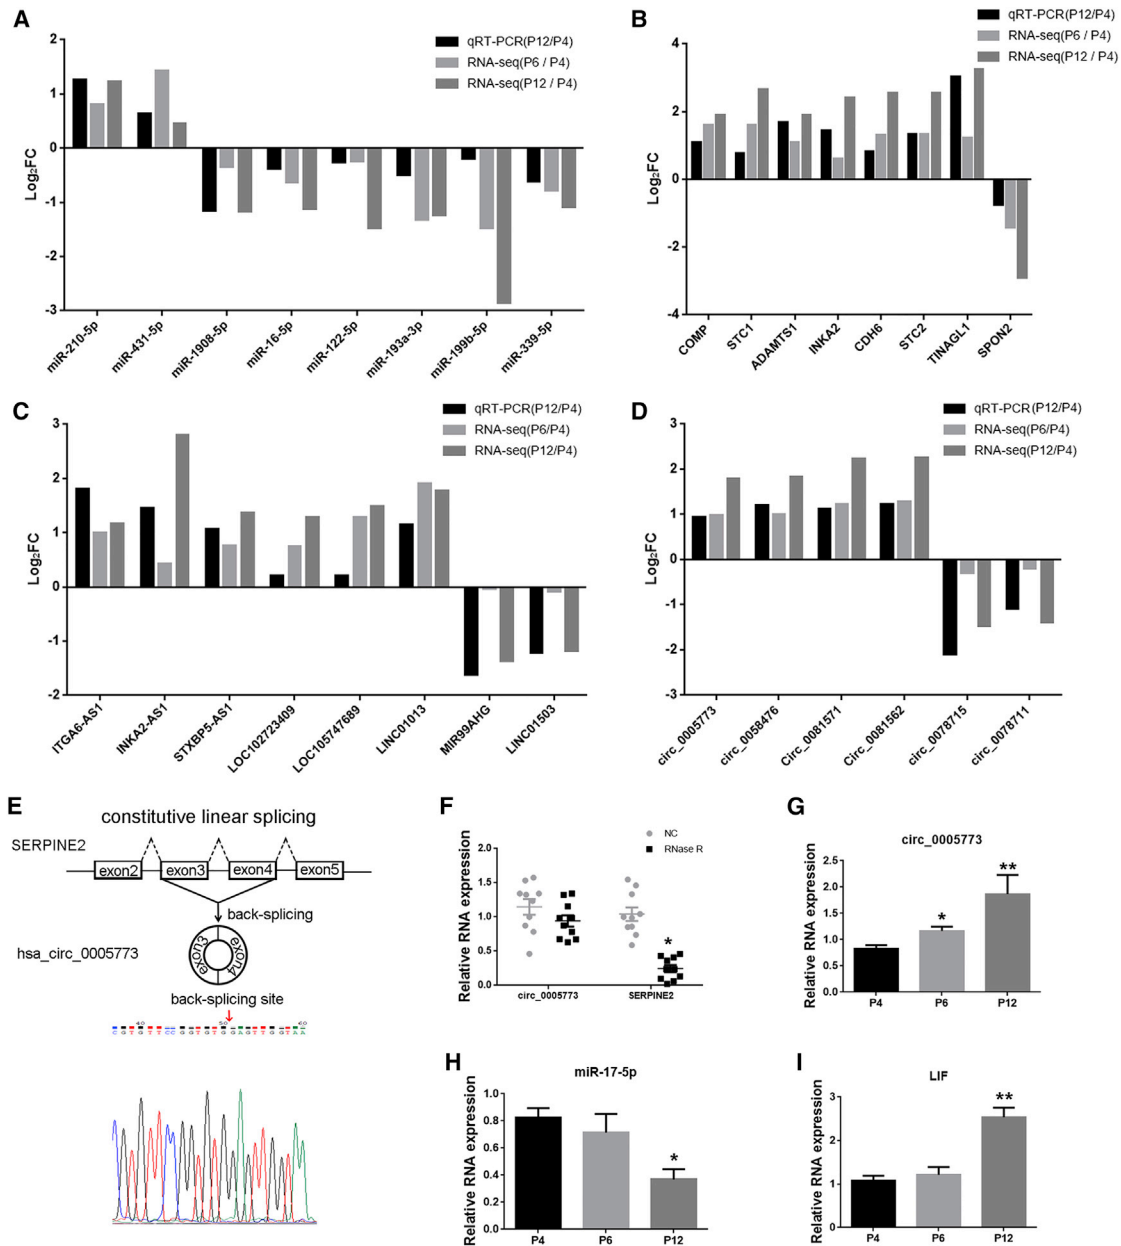 A
qRT-PCR(P12/P4)
RNA-seq(P6 / P4)
RNA-seq(P12 / P4)
Log2FC
2
1
0
-1
-2
-3
miR-210-5p
miR-431-5p
miR-1908-5p
miR-16-5p
miR-122-5p
miR-193a-3p
miR-199b-5p
miR-339-5p
B
qRT-PCR(P12/P4)
RNA-seq(P6 / P4)
RNA-seq(P12 / P4)
Log2FC
4
2
0
-2
-4
COMP
STC1
ADAMTS1
INKA2
CDH6
STC2
TINAGL1
SPON2
C
qRT-PCR(P12/P4)
RNA-seq(P6/P4)
RNA-seq(P12/P4)
Log2FC
3
2
1
0
-1
-2
ITGA6-AS1
INKA2-AS1
STXBP5-AS1
LOC102723409
LOC105747689
LINC01013
MIR99AHG
LINC01503
D
qRT-PCR(P12/P4)
RNA-seq(P6/P4)
RNA-seq(P12/P4)
Log2FC
3
2
1
0
-1
-2
-3
circ_0005773
circ_0058476
Circ_0081571
Circ_0081562
circ_0078715
circ_0078711
E
constitutive linear splicing
SERPINE2
exon2 exon3 exon4 exon5
back-splicing
hsa_circ_0005773
exon3 exon4
back-splicing site
C G T G T T C C G G T G T G G A G T T G G T A A
F
NC
RNase R
Relative RNA expression
2.0
1.5
1.0
0.5
0.0
*
circ_0005773 SERPINE2
G
circ_0005773
Relative RNA expression
2.5
2.0
1.5
1.0
0.5
0.0
*
**
P4 P6 P12
H
miR-17-5p
Relative RNA expression
1.0
0.8
0.6
0.4
0.2
0.0
*
P4 P6 P12
I
LIF
Relative RNA expression
3
2
1
0
**
P4 P6 P12